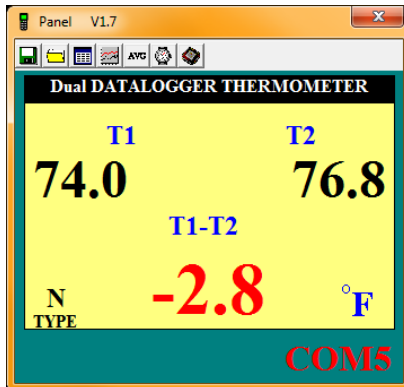 Panel V1.7
AVG
Dual DATALOGGER THERMOMETER
T1 T2
74.0 76.8
T1-T2
-2.8
N °F
TYPE
COM5